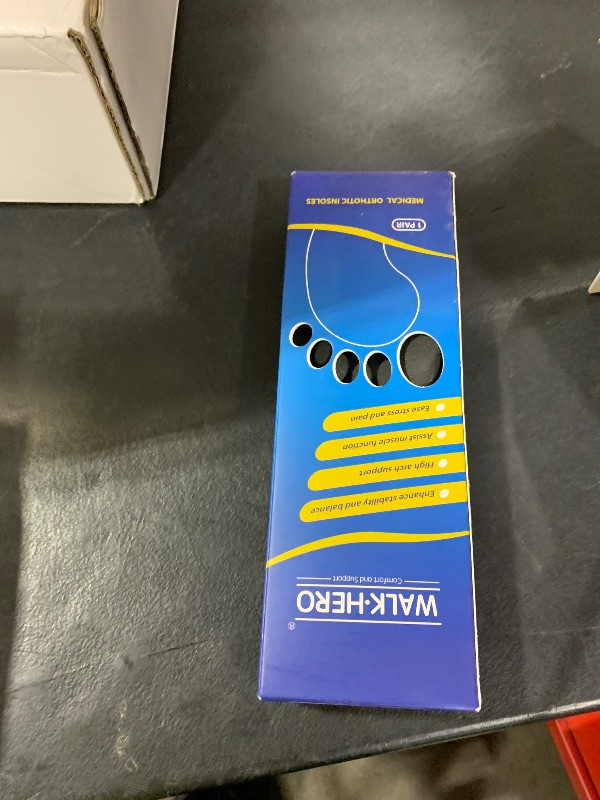 WALK·HERO®
Comfort and Support
Enhance stability and balance
High arch support
Assist muscle function
Ease stress and pain
1 PAIR
MEDICAL ORTHOTIC INSOLES